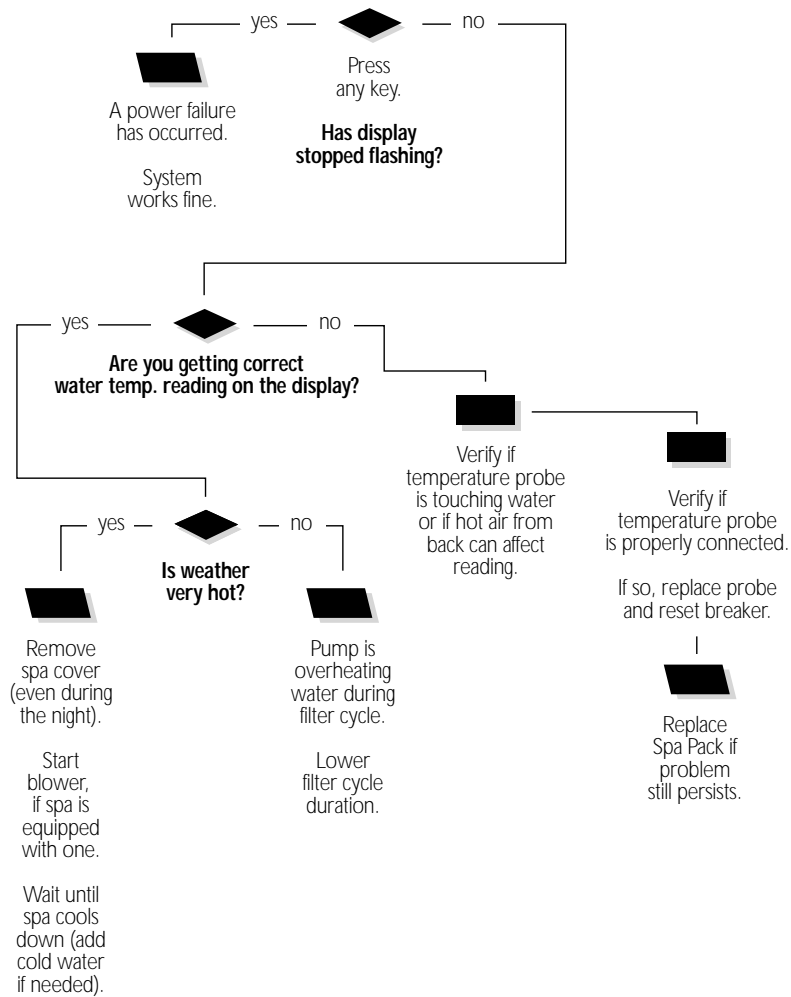 yes
no
Press
any key.
Has display
stopped flashing?
A power failure
has occurred.
System
works fine.
yes
no
Are you getting correct
water temp. reading on the display?
Verify if
temperature probe
is touching water
or if hot air from
back can affect
reading.
Verify if
temperature probe
is properly connected.
If so, replace probe
and reset breaker.
Replace
Spa Pack if
problem
still persists.
yes
no
Is weather
very hot?
Remove
spa cover
(even during
the night).
Start
blower,
if spa is
equipped
with one.
Wait until
spa cools
down (add
cold water
if needed).
Pump is
overheating
water during
filter cycle.
Lower
filter cycle
duration.